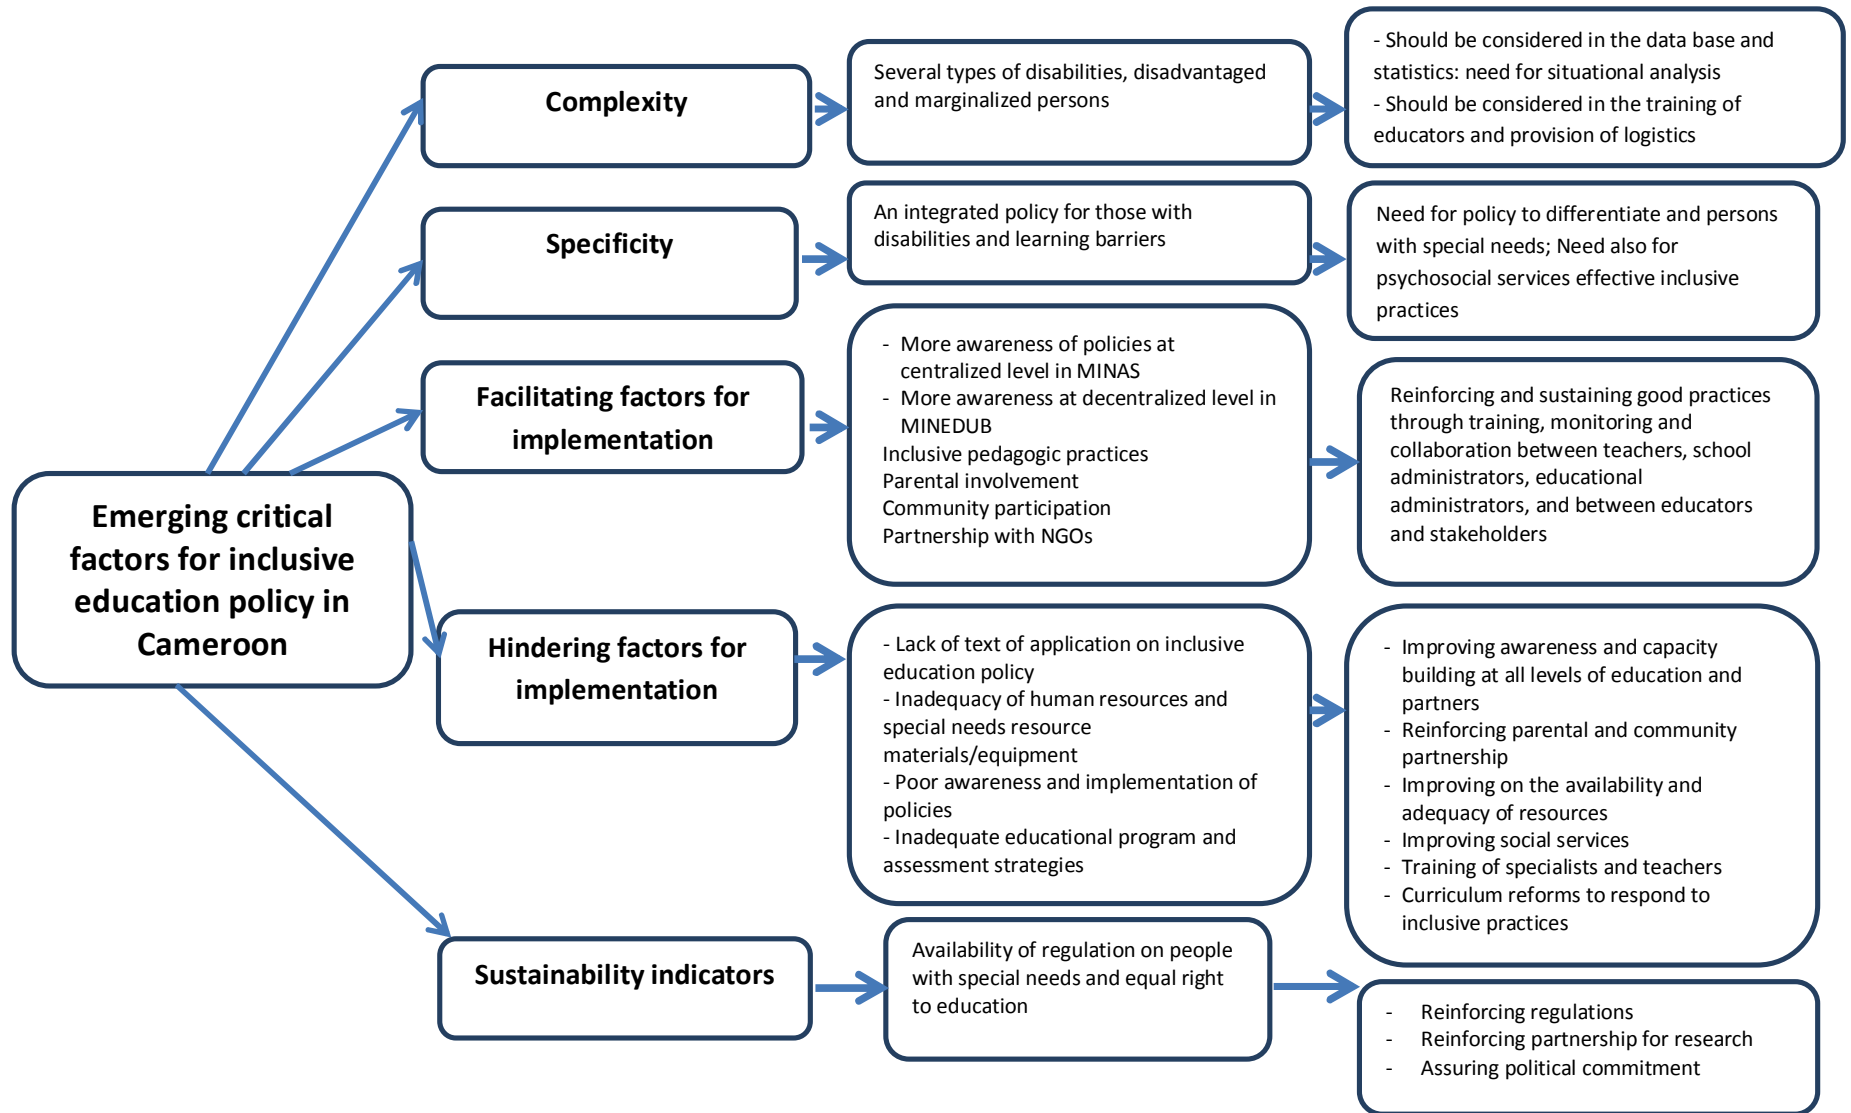 Emerging critical
factors for inclusive
education policy in
Cameroon
Complexity
Several types of disabilities, disadvantaged
and marginalized persons
- Should be considered in the data base and
statistics: need for situational analysis
- Should be considered in the training of
educators and provision of logistics
Specificity
An integrated policy for those with
disabilities and learning barriers
Need for policy to differentiate and persons
with special needs; Need also for
psychosocial services effective inclusive
practices
Facilitating factors for
implementation
- More awareness of policies at
centralized level in MINAS
- More awareness at decentralized level in
MINEDUB
Inclusive pedagogic practices
Parental involvement
Community participation
Partnership with NGOs
Reinforcing and sustaining good practices
through training, monitoring and
collaboration between teachers, school
administrators, educational
administrators, and between educators
and stakeholders
Hindering factors for
implementation
- Lack of text of application on inclusive
education policy
- Inadequacy of human resources and
special needs resource
materials/equipment
- Poor awareness and implementation of
policies
- Inadequate educational program and
assessment strategies
- Improving awareness and capacity
building at all levels of education and
partners
- Reinforcing parental and community
partnership
- Improving on the availability and
adequacy of resources
- Improving social services
- Training of specialists and teachers
- Curriculum reforms to respond to
inclusive practices
Sustainability indicators
Availability of regulation on people
with special needs and equal right
to education
- Reinforcing regulations
- Reinforcing partnership for research
- Assuring political commitment